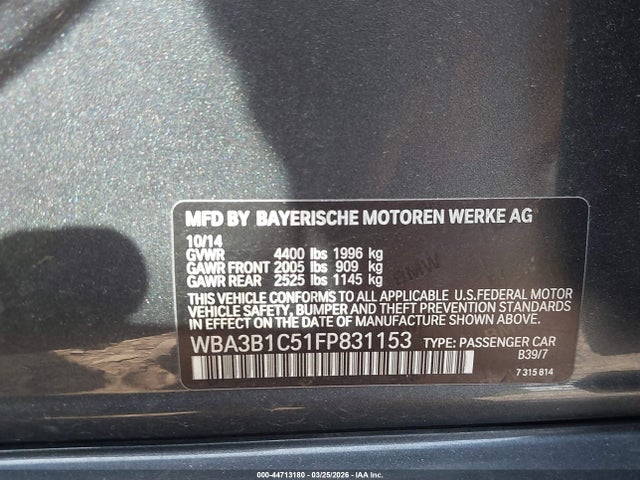 MFD BY BAYERISCHE MOTOREN WERKE AG
10/14
GVWR 4400 lbs 1996 kg
GAWR FRONT 2005 lbs 909 kg
GAWR REAR 2525 lbs 1145 kg
THIS VEHICLE CONFORMS TO ALL APPLICABLE U.S.FEDERAL MOTOR
VEHICLE SAFETY, BUMPER, AND THEFT PREVENTION STANDARDS
IN EFFECT ON THE DATE OF MANUFACTURE SHOWN ABOVE.
WBA3B1C51FP831153 TYPE: PASSENGER CAR
B39/7
7 315 814
BMW
000-44713180 - 03/25/2026 - IAA Inc.